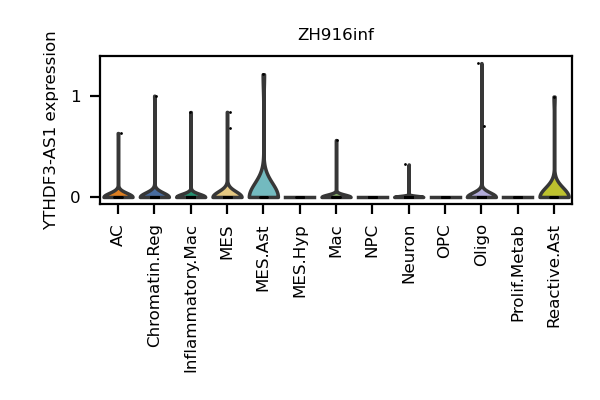 ZH916inf
YTHDF3-AS1 expression
1
0
AC
Chromatin.Reg
Inflammatory.Mac
MES
MES.Ast
MES.Hyp
Mac
NPC
Neuron
OPC
Oligo
Prolif.Metab
Reactive.Ast